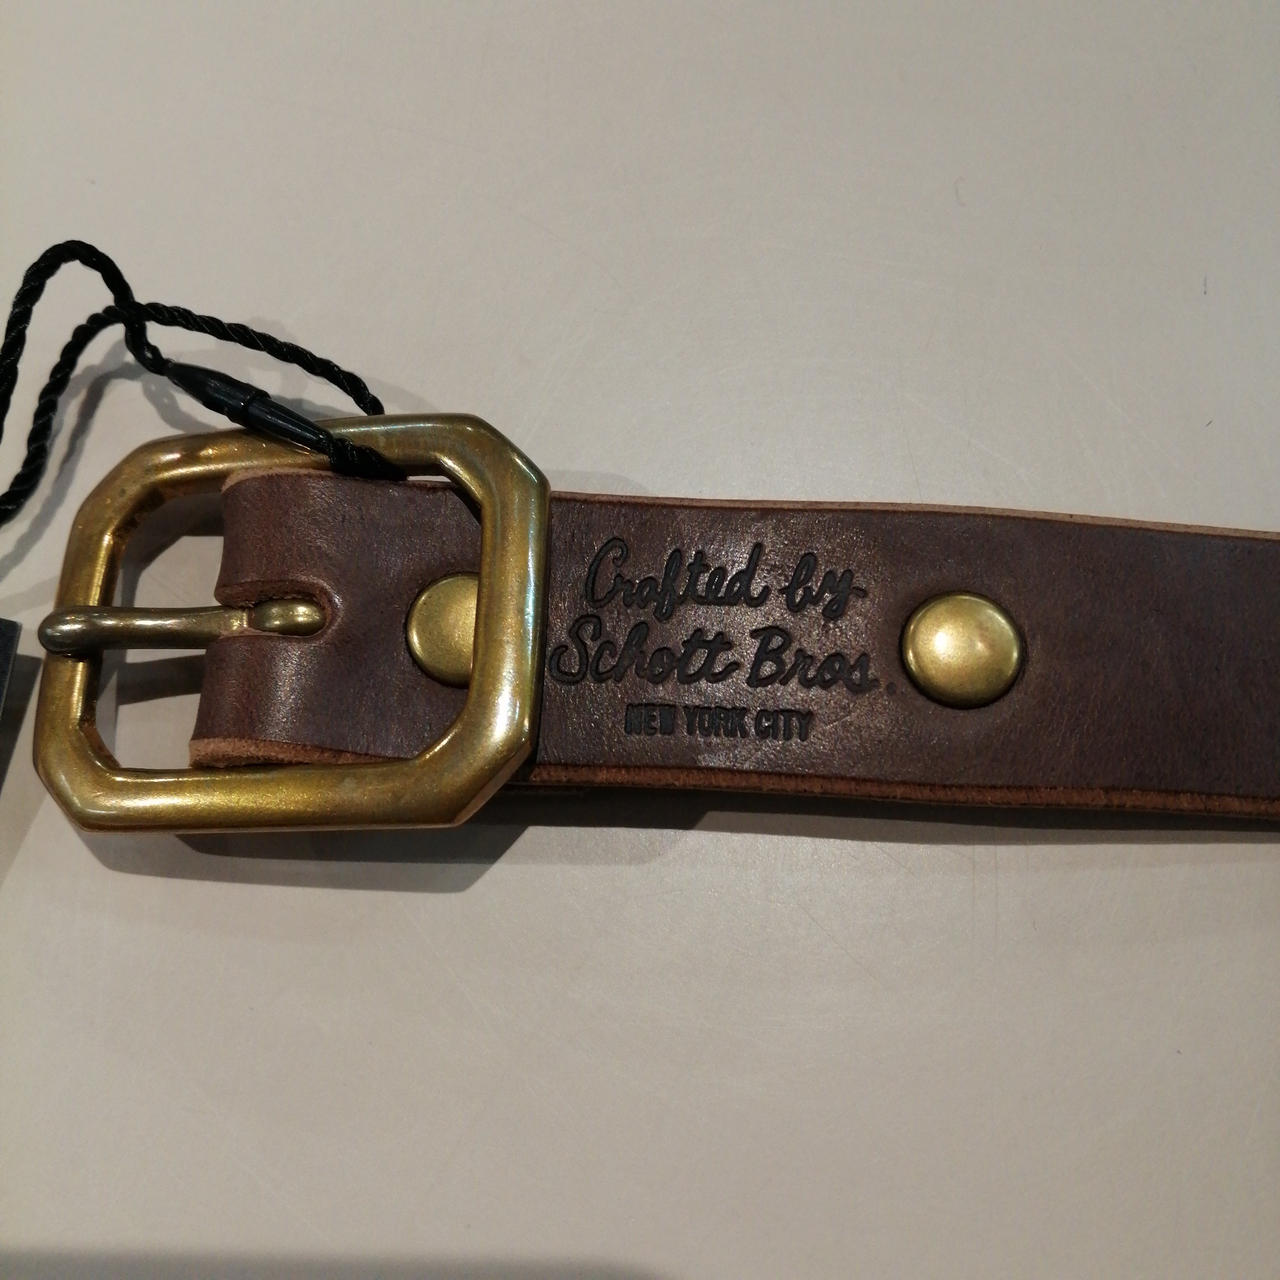 Crafted by
Schott Bros.
NEW YORK CITY